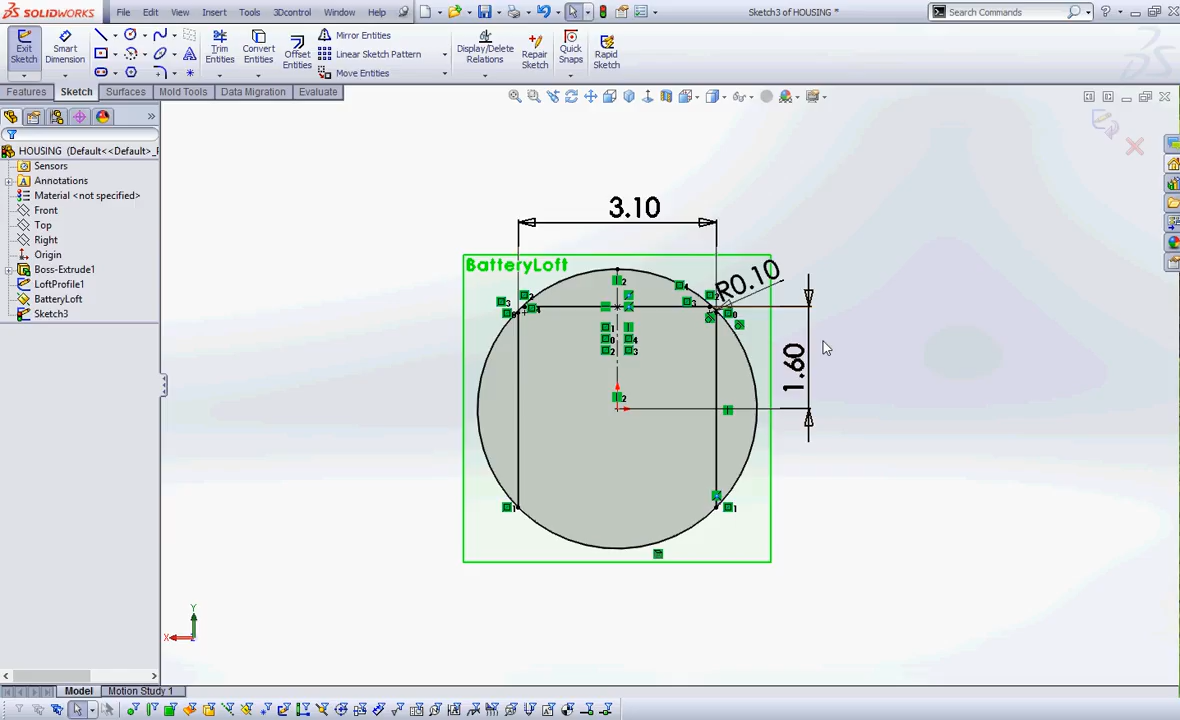 SOLIDWORKS File Edit View Insert Tools 3Dcontrol Window Help Sketch3 of HOUSING * Search Commands
Exit Sketch
Smart Dimension
Trim Entities
Convert Entities
Offset Entities
Mirror Entities
Linear Sketch Pattern
Move Entities
Display/Delete Relations
Repair Sketch
Quick Snaps
Rapid Sketch
Features Sketch Surfaces Mold Tools Data Migration Evaluate
HOUSING (Default<<Default>_
Sensors
Annotations
Material <not specified>
Front
Top
Right
Origin
Boss-Extrude1
LoftProfile1
BatteryLoft
Sketch3
3.10
BatteryLoft
R0.10
1.60
Y
X
Model Motion Study 1